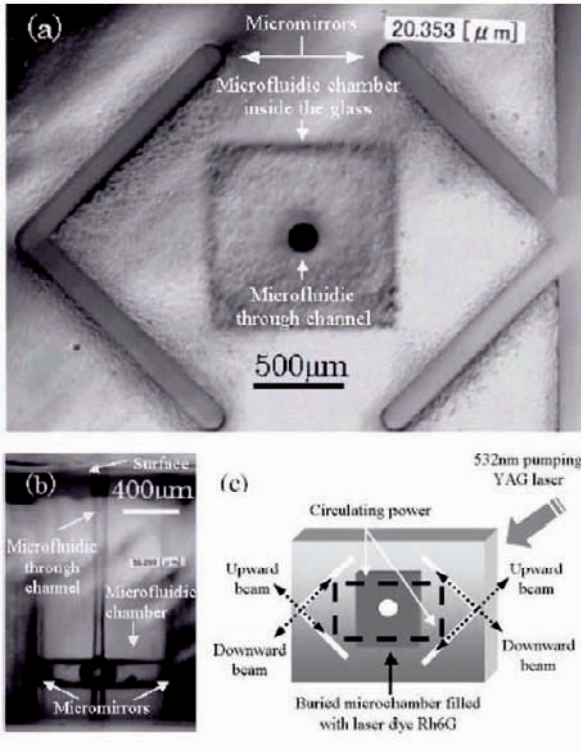 (a)
Micromirrors
20.353 [μm]
Microfluidic chamber
inside the glass
Microfluidic
through channel
500μm
(b)
Surface
400μm
Microfluidic
through
channel
Microfluidic
chamber
Micromirrors
(c)
532nm pumping
YAG laser
Circulating power
Upward
beam
Upward
beam
Downward
beam
Downward
beam
Buried microchamber filled
with laser dye Rh6G